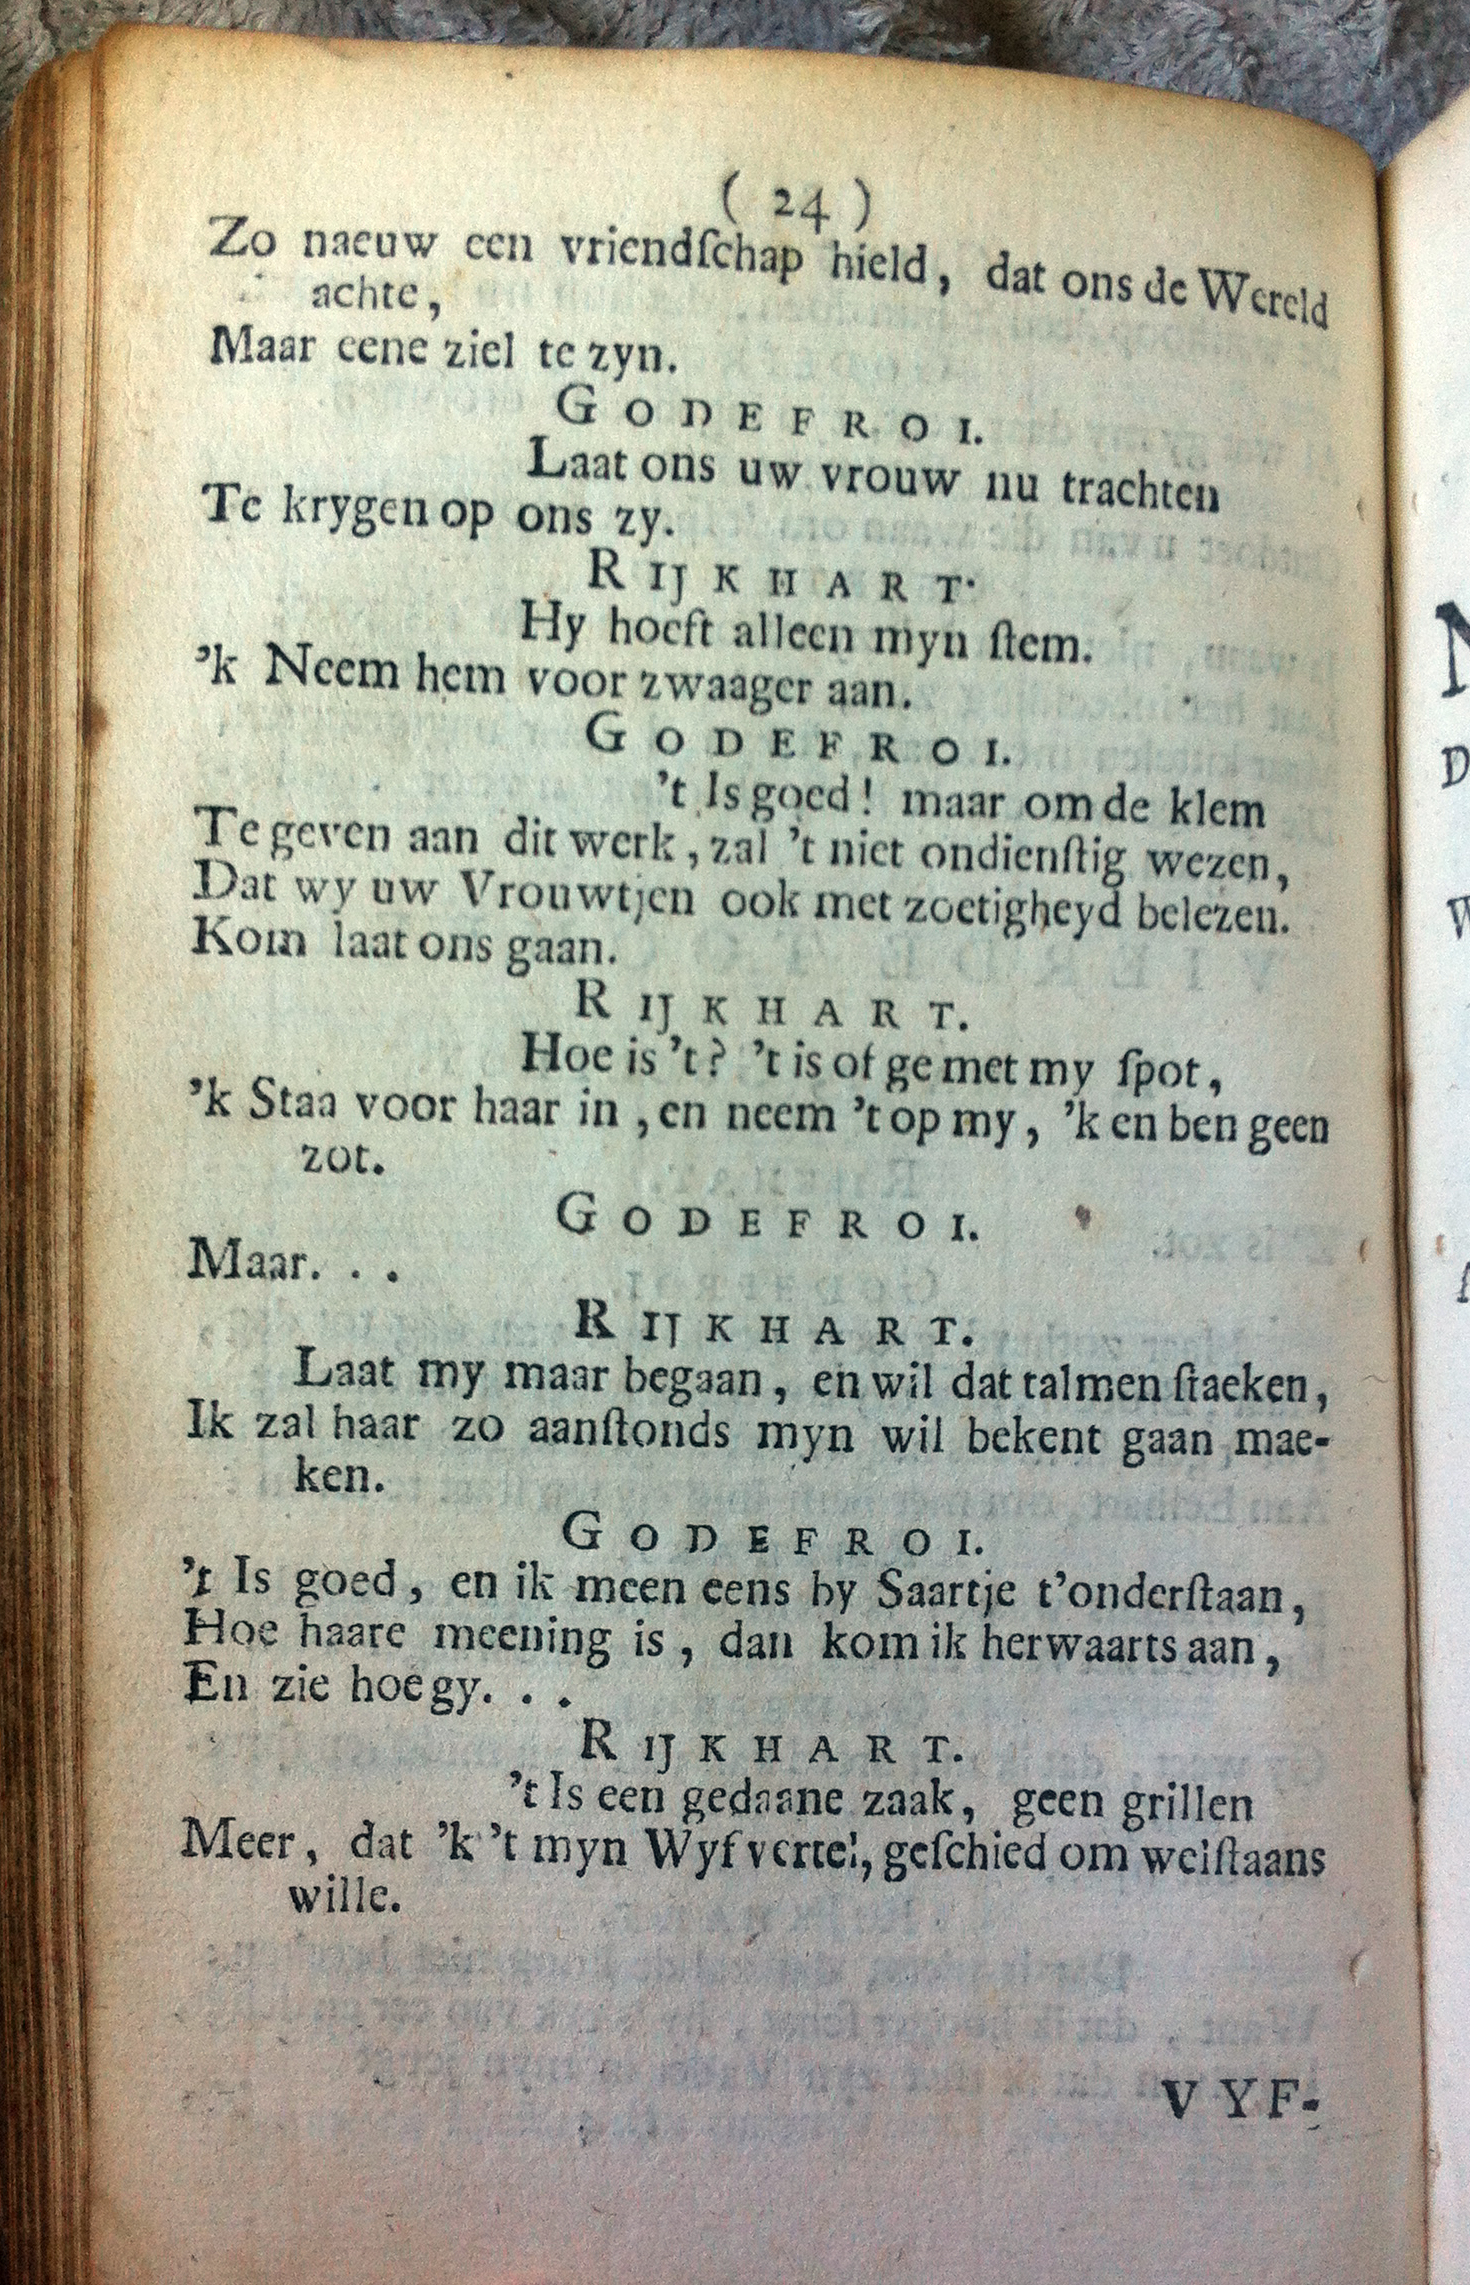 ( 24 )
Zo naeuw een vriendſchap hield, dat ons de Wereld
achte,
Maar eene ziel te zyn.
GODEFROI.
Laat ons uw vrouw nu trachten
Te krygen op ons zy.
RIJKHART.
Hy hoeft alleen myn ſtem.
'k Neem hem voor zwaager aan.
GODEFROI.
't Is goed! maar om de klem
Te geven aan dit werk, zal 't niet ondienſtig wezen,
Dat wy uw Vrouwtjen ook met zoetigheyd belezen.
Kom laat ons gaan.
RIJKHART.
Hoe is 't? 't is of ge met my ſpot,
'k Staa voor haar in, en neem 't op my, 'k en ben geen
zot.
GODEFROI.
Maar. . .
RIJKHART.
Laat my maar begaan, en wil dat talmen ſtaeken,
Ik zal haar zo aanſtonds myn wil bekent gaan mae-
ken.
GODEFROI.
't Is goed, en ik meen eens by Saartje t'onderſtaan,
Hoe haare meening is, dan kom ik herwaarts aan,
En zie hoe gy. . .
RIJKHART.
't Is een gedaane zaak, geen grillen
Meer, dat 'k 't myn Wyf vertel, geſchied om welſtaans
wille.
VYF-